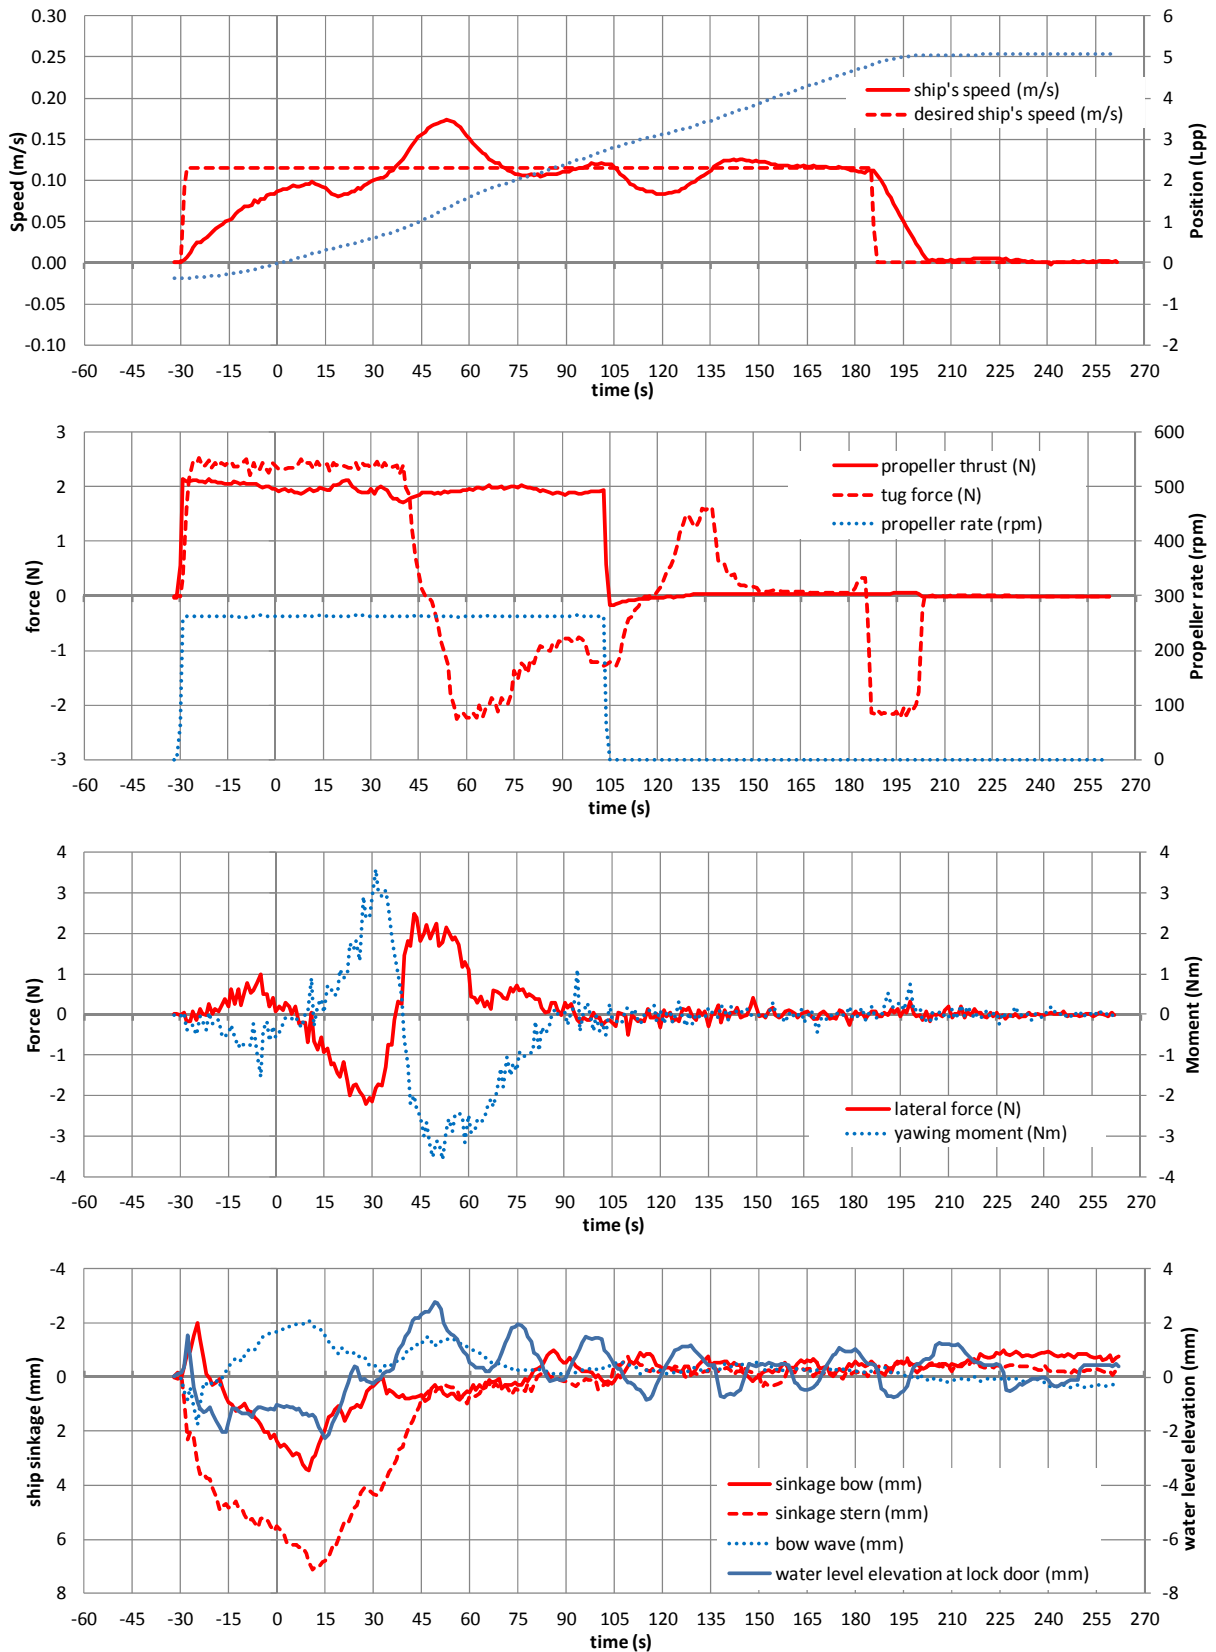 0.30 6
0.25 5
0.20 4
0.15 3
0.10 2
0.05 1
0.00 0
-0.05 -1
-0.10 -2
Speed (m/s)
Position (Lpp)
ship's speed (m/s)
desired ship's speed (m/s)
-60 -45 -30 -15 0 15 30 45 60 75 90 105 120 135 150 165 180 195 210 225 240 255 270
time (s)
3 600
2 500
1 400
0 300
-1 200
-2 100
-3 0
force (N)
Propeller rate (rpm)
propeller thrust (N)
tug force (N)
propeller rate (rpm)
-60 -45 -30 -15 0 15 30 45 60 75 90 105 120 135 150 165 180 195 210 225 240 255 270
time (s)
4 4
3 3
2 2
1 1
0 0
-1 -1
-2 -2
-3 -3
-4 -4
Force (N)
Moment (Nm)
lateral force (N)
yawing moment (Nm)
-60 -45 -30 -15 0 15 30 45 60 75 90 105 120 135 150 165 180 195 210 225 240 255 270
time (s)
-4 4
-2 2
0 0
2 -2
4 -4
6 -6
8 -8
ship sinkage (mm)
water level elevation (mm)
sinkage bow (mm)
sinkage stern (mm)
bow wave (mm)
water level elevation at lock door (mm)
-60 -45 -30 -15 0 15 30 45 60 75 90 105 120 135 150 165 180 195 210 225 240 255 270
time (s)